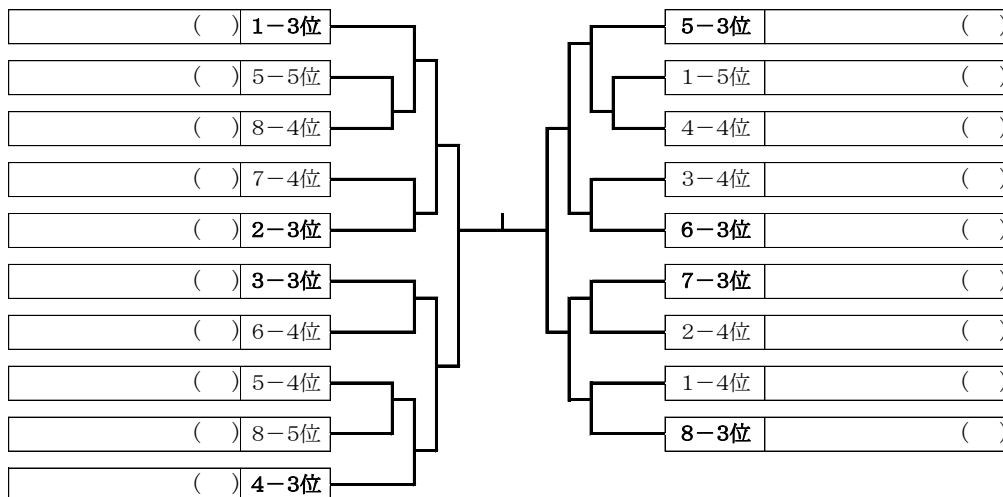 ( ) 1－3位
( ) 5－5位
( ) 8－4位
( ) 7－4位
( ) 2－3位
( ) 3－3位
( ) 6－4位
( ) 5－4位
( ) 8－5位
( ) 4－3位
5－3位 ( )
1－5位 ( )
4－4位 ( )
3－4位 ( )
6－3位 ( )
7－3位 ( )
2－4位 ( )
1－4位 ( )
8－3位 ( )